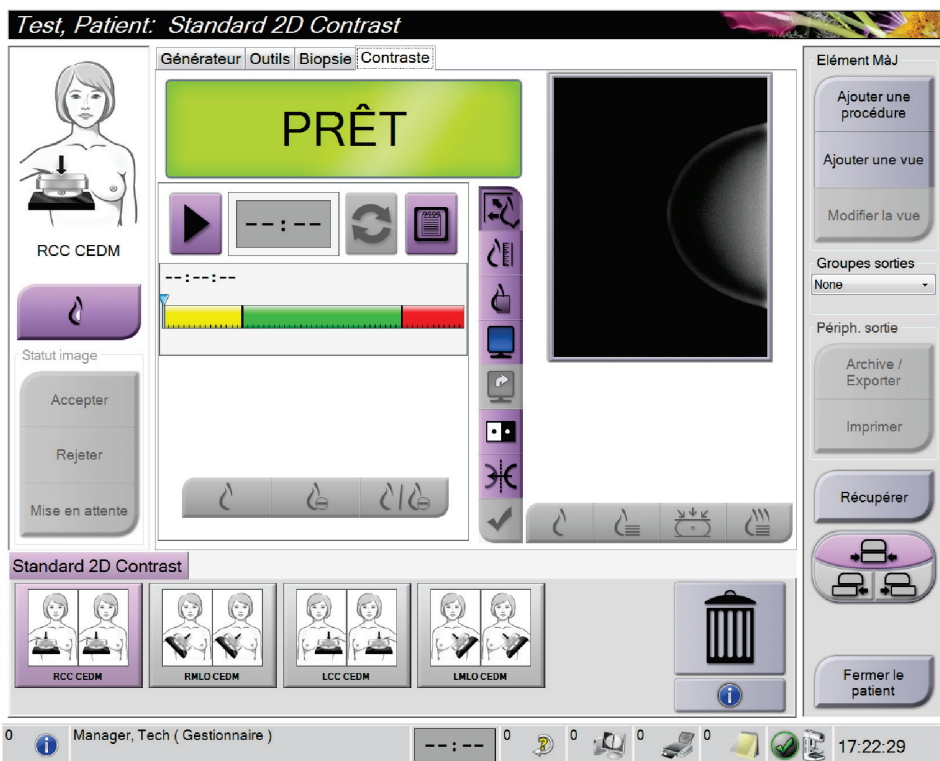 Test, Patient: Standard 2D Contrast
Générateur Outils Biopsie Contraste
RCC CEDM
Statut image
Accepter
Rejeter
Mise en attente
PRÊT
--:--
--:--:--
Elément MàJ
Ajouter une
procédure
Ajouter une vue
Modifier la vue
Groupes sorties
None
Périph. sortie
Archive /
Exporter
Imprimer
Récupérer
Fermer le
patient
Standard 2D Contrast
RCC CEDM
RMLO CEDM
LCC CEDM
LMLO CEDM
0 Manager, Tech ( Gestionnaire ) --:-- 0 0 0 0 17:22:29